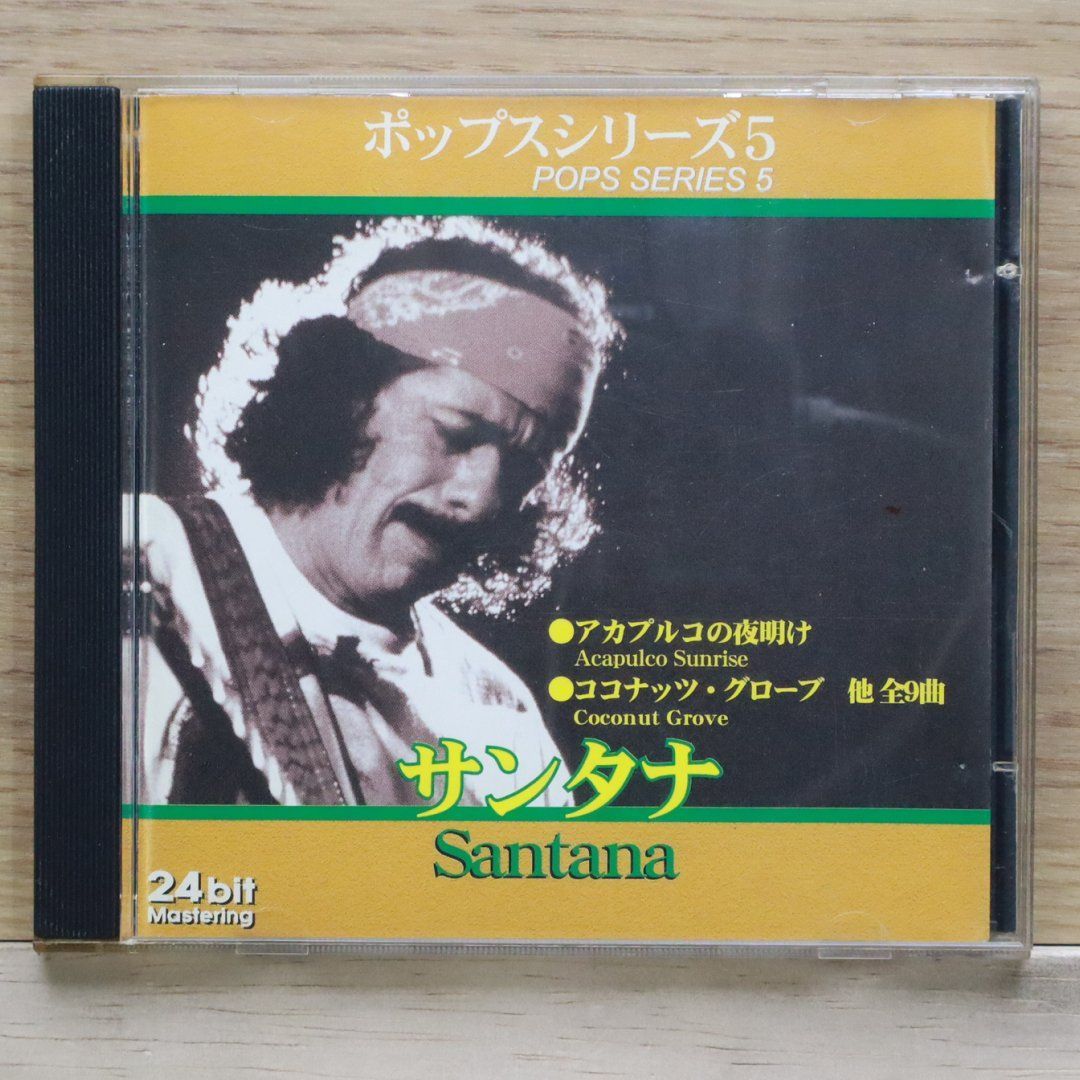 ポップスシリーズ5
POPS SERIES 5
●アカプルコの夜明け
Acapulco Sunrise
●ココナッツ・グローブ 他 全9曲
Coconut Grove
サンタナ
Santana
24bit
Mastering